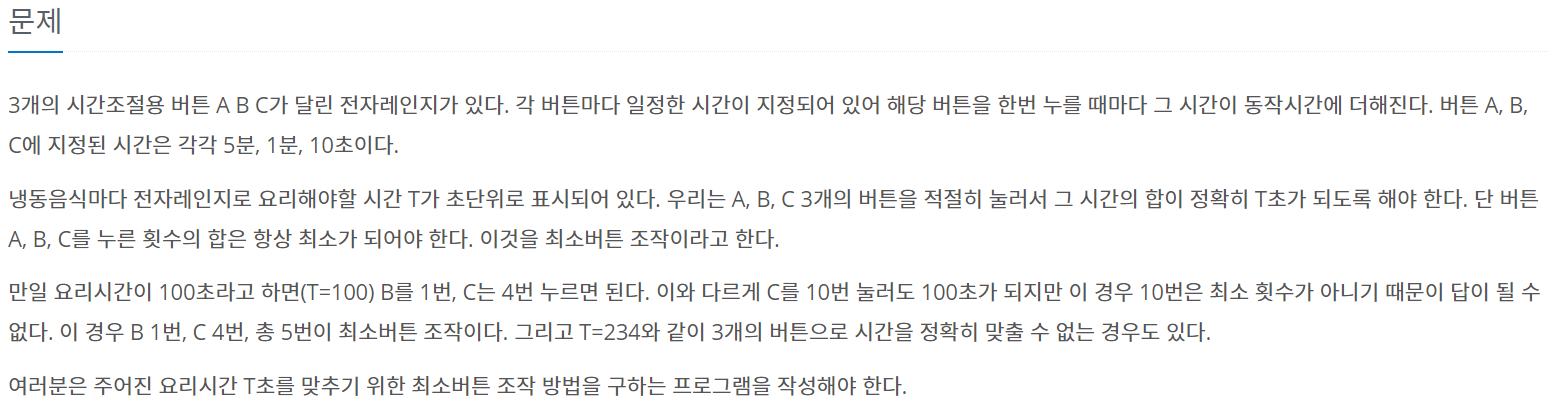 문제
3개의 시간조절용 버튼 A B C가 달린 전자레인지가 있다. 각 버튼마다 일정한 시간이 지정되어 있어 해당 버튼을 한번 누를 때마다 그 시간이 동작시간에 더해진다. 버튼 A, B,
C에 지정된 시간은 각각 5분, 1분, 10초이다.
냉동음식마다 전자레인지로 요리해야할 시간 T가 초단위로 표시되어 있다. 우리는 A, B, C 3개의 버튼을 적절히 눌러서 그 시간의 합이 정확히 T초가 되도록 해야 한다. 단 버튼
A, B, C를 누른 횟수의 합은 항상 최소가 되어야 한다. 이것을 최소버튼 조작이라고 한다.
만일 요리시간이 100초라고 하면(T=100) B를 1번, C는 4번 누르면 된다. 이와 다르게 C를 10번 눌러도 100초가 되지만 이 경우 10번은 최소 횟수가 아니기 때문이 답이 될 수
없다. 이 경우 B 1번, C 4번, 총 5번이 최소버튼 조작이다. 그리고 T=234와 같이 3개의 버튼으로 시간을 정확히 맞출 수 없는 경우도 있다.
여러분은 주어진 요리시간 T초를 맞추기 위한 최소버튼 조작 방법을 구하는 프로그램을 작성해야 한다.